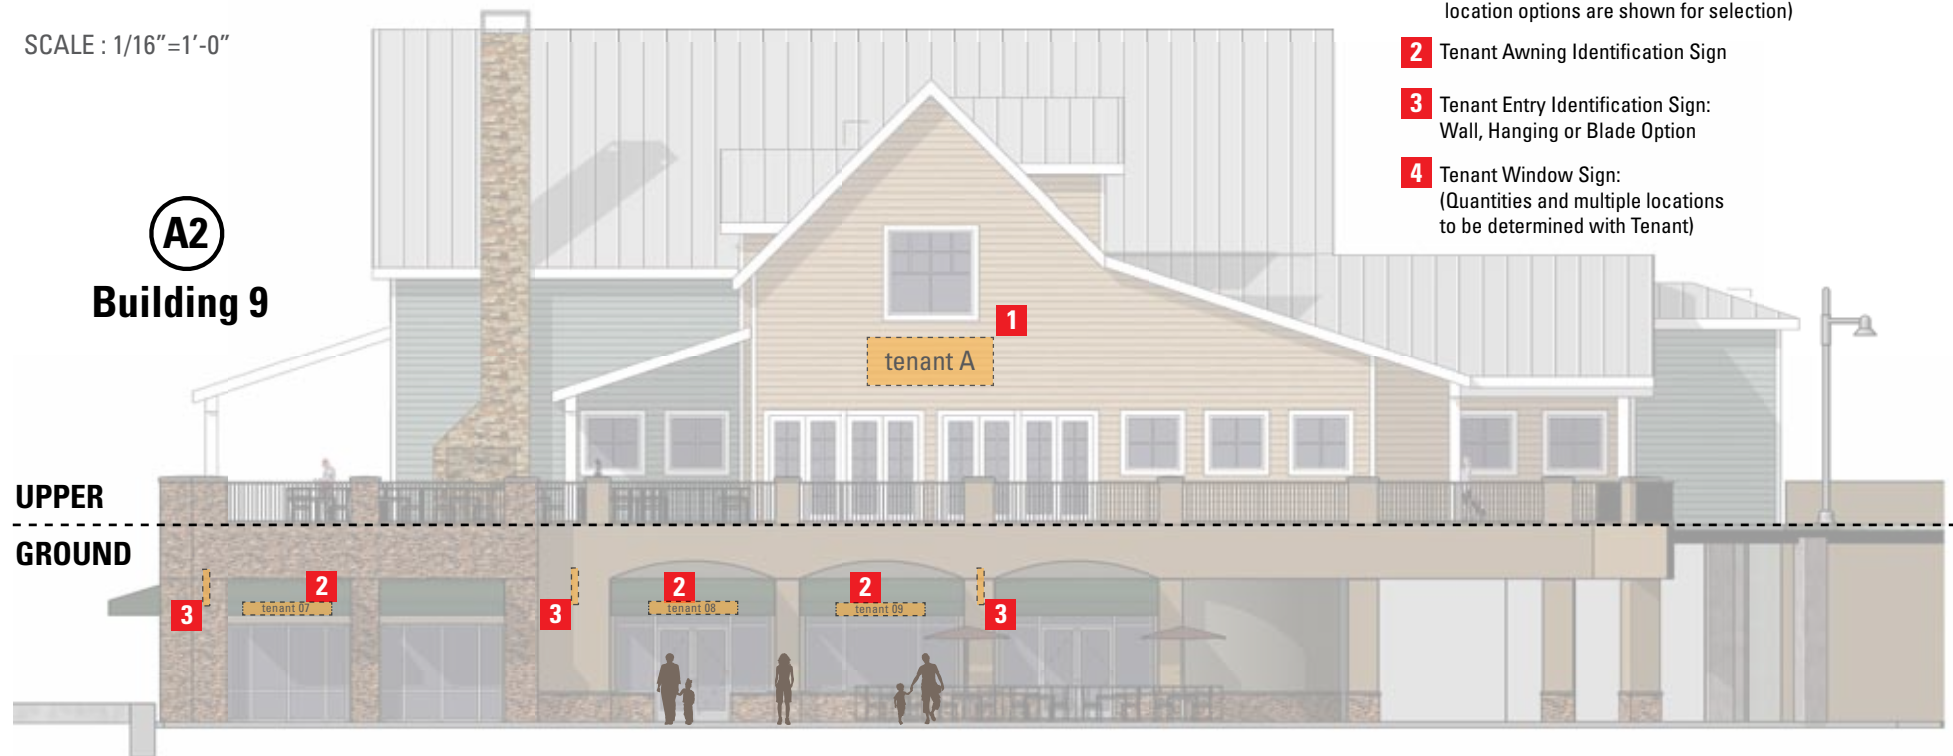 SCALE : 1/16”=1’-0”
location options are shown for selection)
2 Tenant Awning Identification Sign
3 Tenant Entry Identification Sign:
Wall, Hanging or Blade Option
4 Tenant Window Sign:
(Quantities and multiple locations
to be determined with Tenant)
A2
Building 9
1
tenant A
UPPER
GROUND
3
2
tenant 07
3
2
tenant 08
2
tenant 09
3